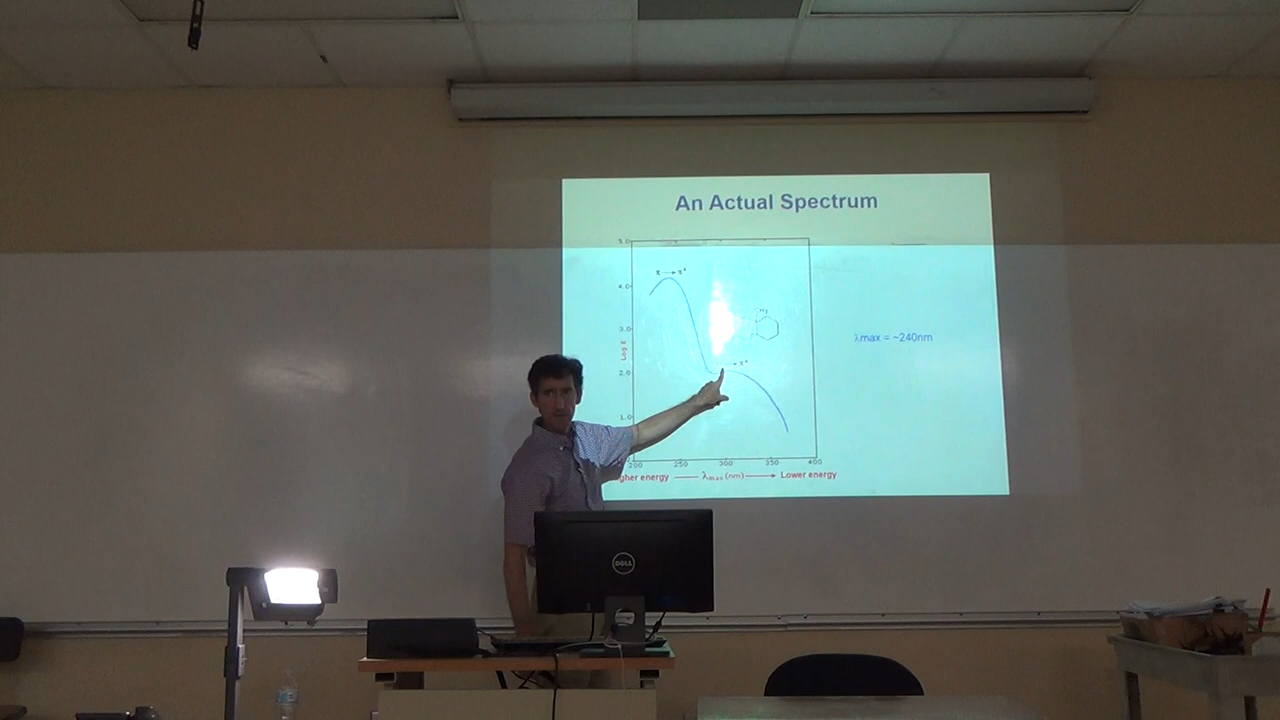 An Actual Spectrum
5.0
π → π*
4.0
3.0
Log ε
λmax = ~240nm
π*
2.0
1.0
200 250 300 350 400
gher energy —— λmax (nm) ——→ Lower energy
DELL